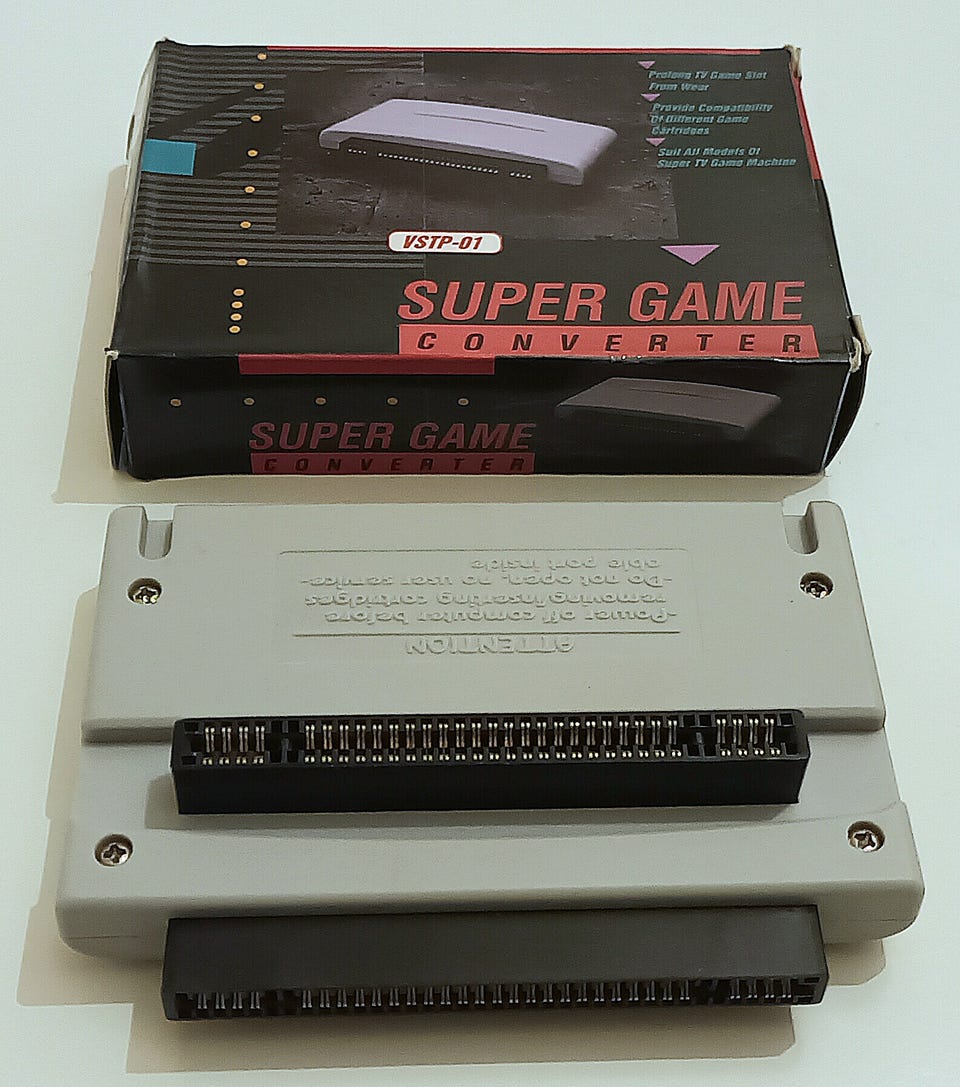 Prolong TV Game Slot
From Wear
Provide Compatibility
Of Different Game
Cartridges
Suit All Models Of
Super TV Game Machine
VSTP-01
SUPER GAME
CONVERTER
SUPER GAME
CONVERTER
ATTENTION
-Power off computer before
removing/inserting cartridges
-Do not open, no user service-
able port inside